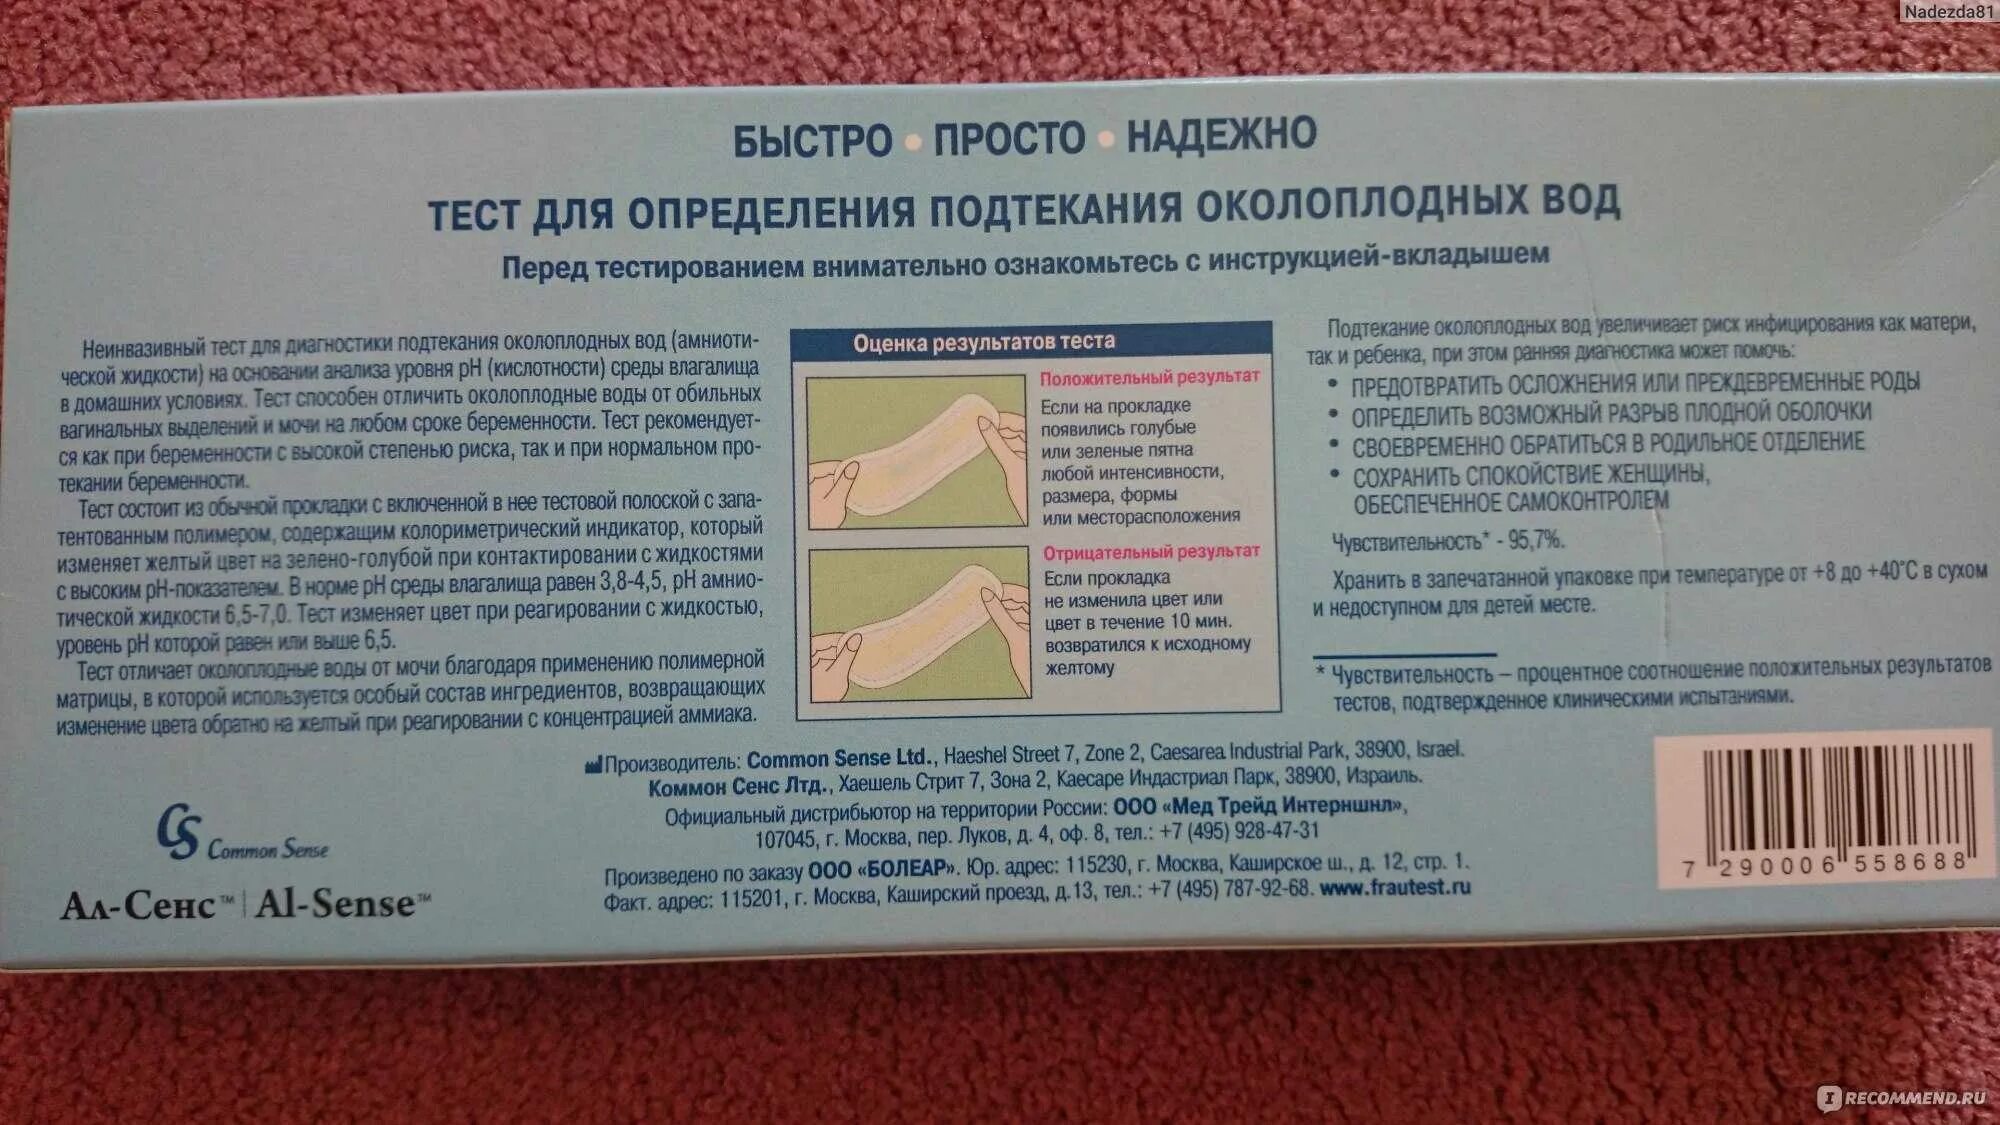 Nadezda81
БЫСТРО • ПРОСТО • НАДЕЖНО
ТЕСТ ДЛЯ ОПРЕДЕЛЕНИЯ ПОДТЕКАНИЯ ОКОЛОПЛОДНЫХ ВОД
Перед тестированием внимательно ознакомьтесь с инструкцией-вкладышем
Неинвазивный тест для диагностики подтекания околоплодных вод (амниоти-
ческой жидкости) на основании анализа уровня pH (кислотности) среды влагалища
в домашних условиях. Тест способен отличить околоплодные воды от обильных
вагинальных выделений и мочи на любом сроке беременности. Тест рекомендует-
ся как при беременности с высокой степенью риска, так и при нормальном про-
текании беременности.
Тест состоит из обычной прокладки с включенной в нее тестовой полоской с запа-
тентованным полимером, содержащим колориметрический индикатор, который
изменяет желтый цвет на зелено-голубой при контактировании с жидкостями
с высоким pH-показателем. В норме pH среды влагалища равен 3,8-4,5, pH амнио-
тической жидкости 6,5-7,0. Тест изменяет цвет при реагировании с жидкостью,
уровень pH которой равен или выше 6,5.
Тест отличает околоплодные воды от мочи благодаря применению полимерной
матрицы, в которой используется особый состав ингредиентов, возвращающих
изменение цвета обратно на желтый при реагировании с концентрацией аммиака.
Оценка результатов теста
Положительный результат
Если на прокладке
появились голубые
или зеленые пятна
любой интенсивности,
размера, формы
или месторасположения
Отрицательный результат
Если прокладка
не изменила цвет или
цвет в течение 10 мин.
возвратился к исходному
желтому
Подтекание околоплодных вод увеличивает риск инфицирования как матери,
так и ребенка, при этом ранняя диагностика может помочь:
• ПРЕДОТВРАТИТЬ ОСЛОЖНЕНИЯ ИЛИ ПРЕЖДЕВРЕМЕННЫЕ РОДЫ
• ОПРЕДЕЛИТЬ ВОЗМОЖНЫЙ РАЗРЫВ ПЛОДНОЙ ОБОЛОЧКИ
• СВОЕВРЕМЕННО ОБРАТИТЬСЯ В РОДИЛЬНОЕ ОТДЕЛЕНИЕ
• СОХРАНИТЬ СПОКОЙСТВИЕ ЖЕНЩИНЫ,
ОБЕСПЕЧЕННОЕ САМОКОНТРОЛЕМ
Чувствительность* - 95,7%.
Хранить в запечатанной упаковке при температуре от +8 до +40°C в сухом
и недоступном для детей месте.
* Чувствительность – процентное соотношение положительных результатов
тестов, подтвержденное клиническими испытаниями.
Производитель: Common Sense Ltd., Haeshel Street 7, Zone 2, Caesarea Industrial Park, 38900, Israel.
Коммон Сенс Лтд., Хаешель Стрит 7, Зона 2, Каесаре Индастриал Парк, 38900, Израиль.
Официальный дистрибьютор на территории России: ООО «Мед Трейд Интерншнл»,
107045, г. Москва, пер. Луков, д. 4, оф. 8, тел.: +7 (495) 928-47-31
Произведено по заказу ООО «БОЛЕАР». Юр. адрес: 115230, г. Москва, Каширское ш., д. 12, стр. 1.
Факт. адрес: 115201, г. Москва, Каширский проезд, д.13, тел.: +7 (495) 787-92-68. www.frautest.ru
CS Common Sense
Ал-Сенс™ | Al-Sense™
7 290006 558688
IRECOMMEND.RU